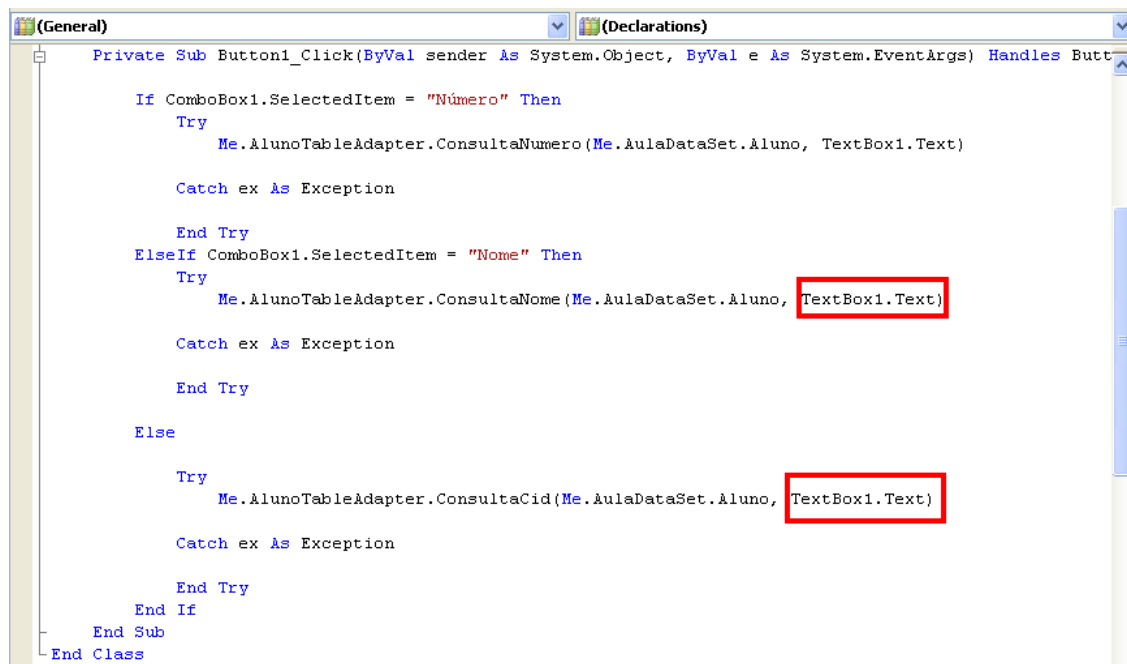 (General) (Declarations)
Private Sub Button1_Click(ByVal sender As System.Object, ByVal e As System.EventArgs) Handles Butt
If ComboBox1.SelectedItem = "Número" Then
Try
Me.AlunoTableAdapter.ConsultaNumero(Me.AulaDataSet.Aluno, TextBox1.Text)
Catch ex As Exception
End Try
ElseIf ComboBox1.SelectedItem = "Nome" Then
Try
Me.AlunoTableAdapter.ConsultaNome(Me.AulaDataSet.Aluno, TextBox1.Text)
Catch ex As Exception
End Try
Else
Try
Me.AlunoTableAdapter.ConsultaCid(Me.AulaDataSet.Aluno, TextBox1.Text)
Catch ex As Exception
End Try
End If
End Sub
End Class